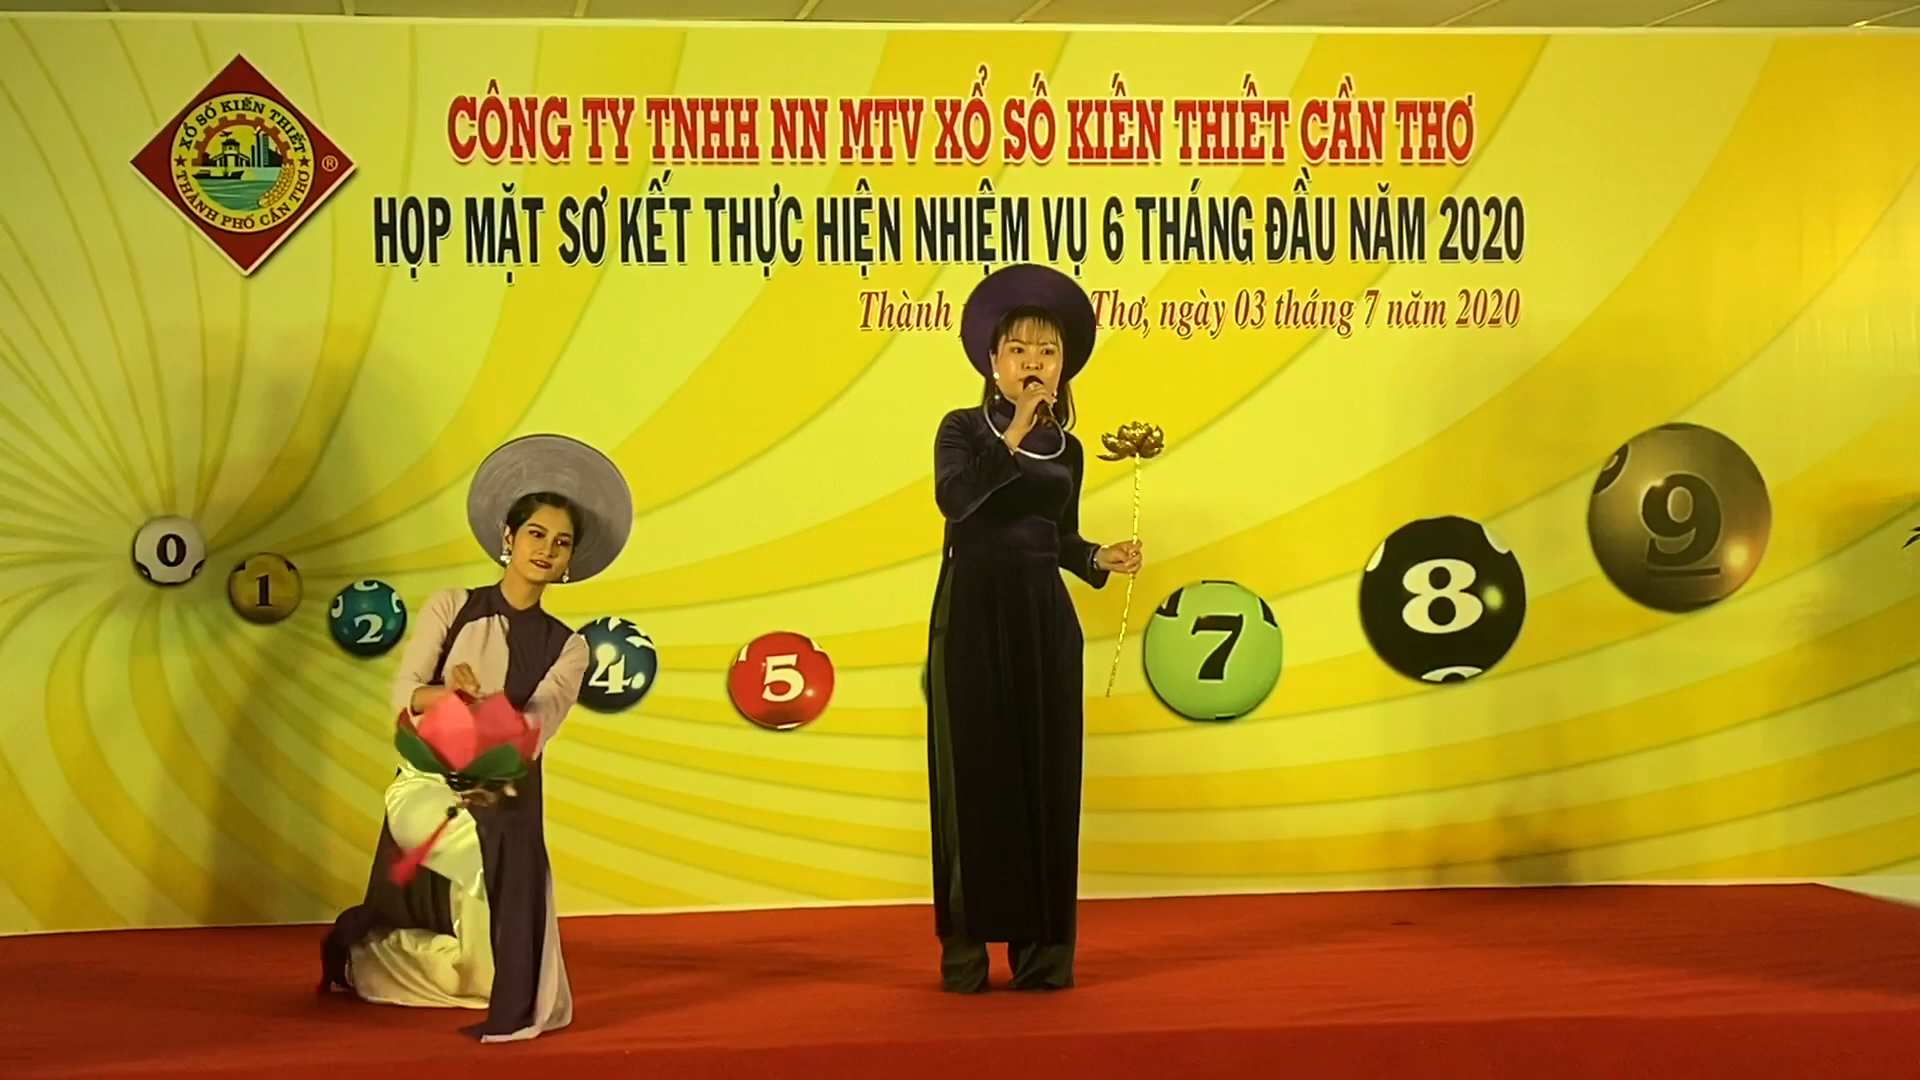 XỔ SỐ KIẾN THIẾT
THÀNH PHỐ CẦN THƠ
®
CÔNG TY TNHH NN MTV XỔ SỐ KIẾN THIẾT CẦN THƠ
HỌP MẶT SƠ KẾT THỰC HIỆN NHIỆM VỤ 6 THÁNG ĐẦU NĂM 2020
Thành Thơ, ngày 03 tháng 7 năm 2020
0
1
2
4
5
7
8
9